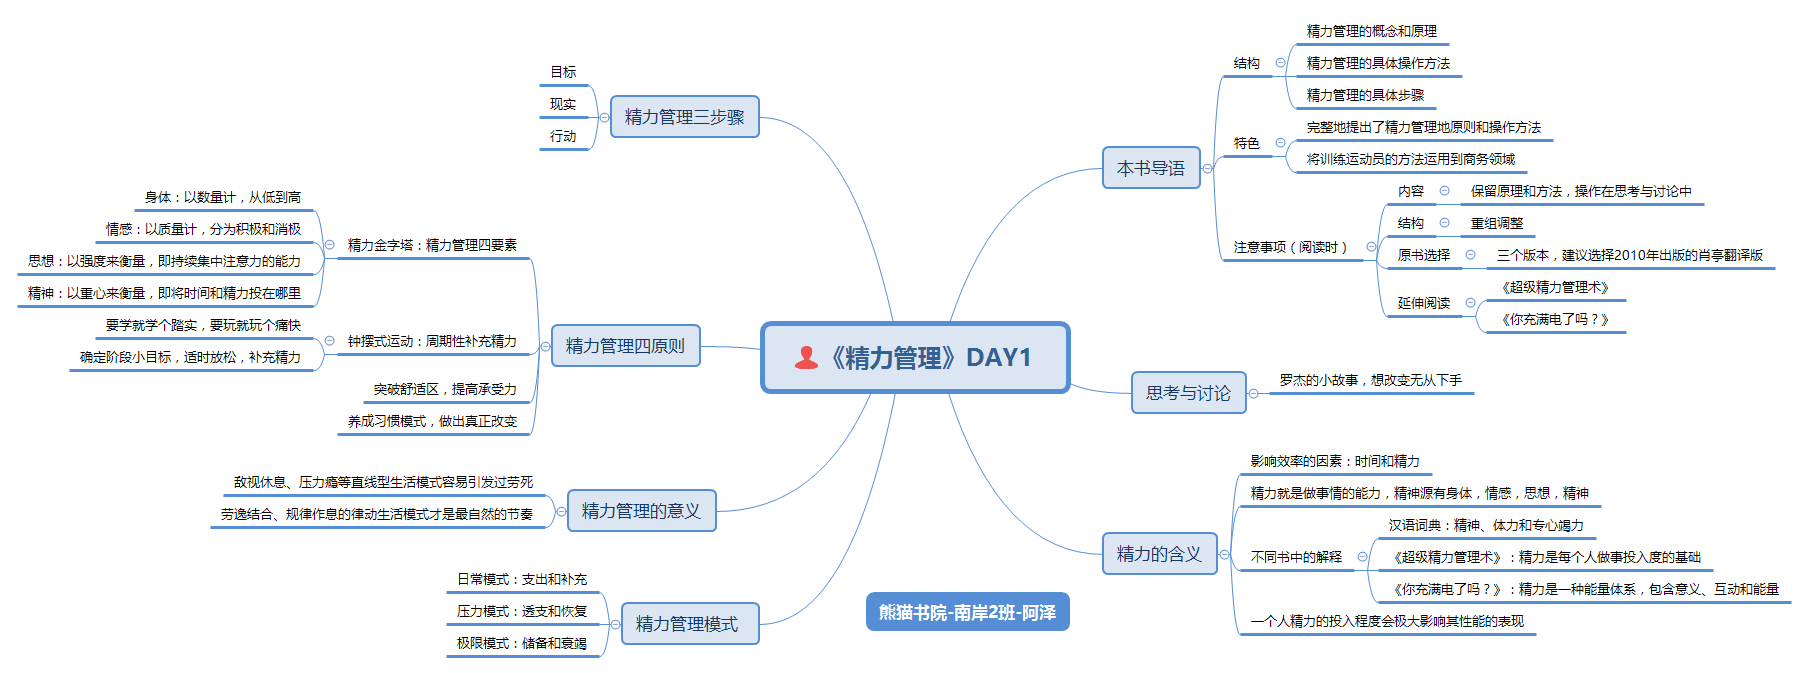 《精力管理》DAY1
本书导语
结构
精力管理的概念和原理
精力管理的具体操作方法
精力管理的具体步骤
特色
完整地提出了精力管理地原则和操作方法
将训练运动员的方法运用到商务领域
注意事项（阅读时）
内容
保留原理和方法，操作在思考与讨论中
结构
重组调整
原书选择
三个版本，建议选择2010年出版的肖亭翻译版
延伸阅读
《超级精力管理术》
《你充满电了吗？》
思考与讨论
罗杰的小故事，想改变无从下手
精力的含义
影响效率的因素：时间和精力
精力就是做事情的能力，精神源有身体，情感，思想，精神
不同书中的解释
汉语词典：精神、体力和专心竭力
《超级精力管理术》：精力是每个人做事投入度的基础
《你充满电了吗？》：精力是一种能量体系，包含意义、互动和能量
一个人精力的投入程度会极大影响其性能的表现
精力管理三步骤
目标
现实
行动
精力管理四原则
精力金字塔：精力管理四要素
身体：以数量计，从低到高
情感：以质量计，分为积极和消极
思想：以强度来衡量，即持续集中注意力的能力
精神：以重心来衡量，即将时间和精力投在哪里
钟摆式运动：周期性补充精力
要学就学个踏实，要玩就玩个痛快
确定阶段小目标，适时放松，补充精力
突破舒适区，提高承受力
养成习惯模式，做出真正改变
精力管理的意义
敌视休息、压力瘾等直线型生活模式容易引发过劳死
劳逸结合、规律作息的律动生活模式才是最自然的节奏
精力管理模式
日常模式：支出和补充
压力模式：透支和恢复
极限模式：储备和衰竭
熊猫书院-南岸2班-阿泽